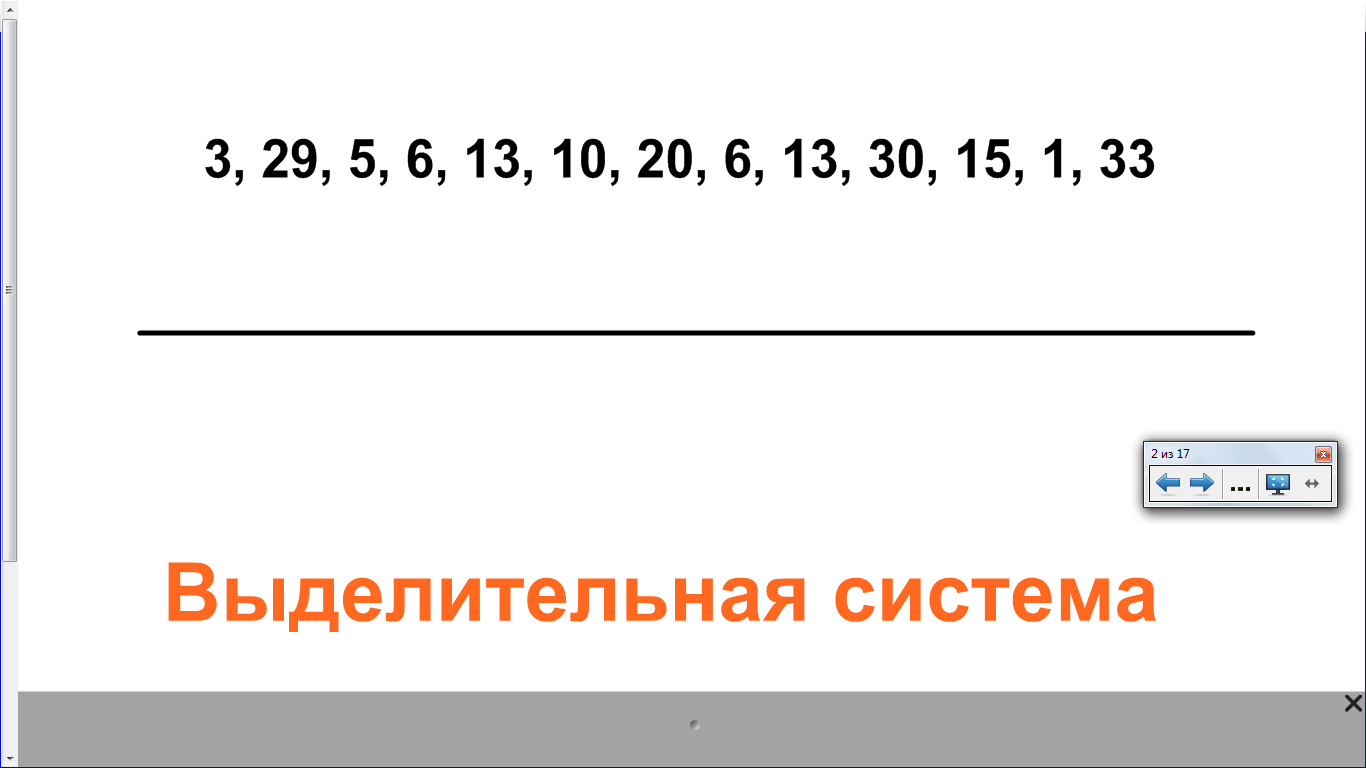 3, 29, 5, 6, 13, 10, 20, 6, 13, 30, 15, 1, 33
2 из 17
...
Выделительная система